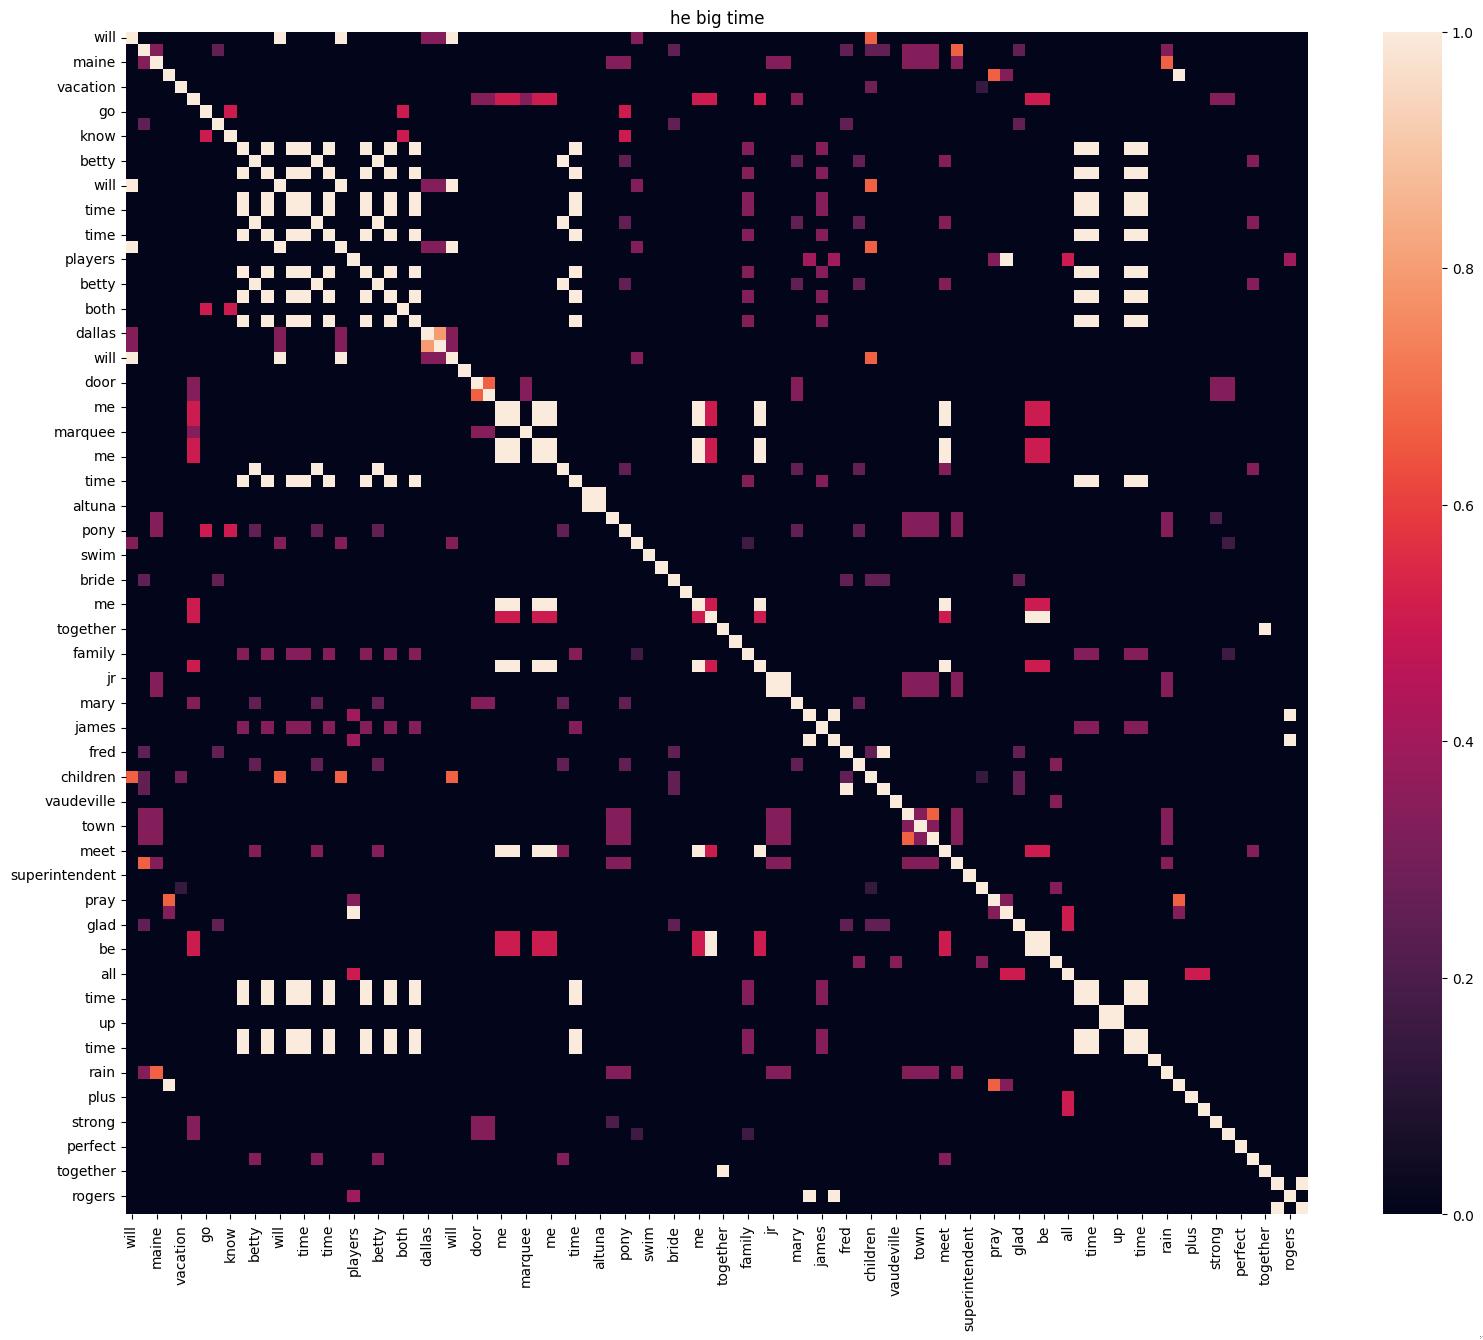 he big time
will
maine
vacation
go
know
betty
will
time
time
players
betty
both
dallas
will
door
me
marquee
me
time
altuna
pony
swim
bride
me
together
family
jr
mary
james
fred
children
vaudeville
town
meet
superintendent
pray
glad
be
all
time
up
time
rain
plus
strong
perfect
together
rogers
will
maine
vacation
go
know
betty
will
time
time
players
betty
both
dallas
will
door
me
marquee
me
time
altuna
pony
swim
bride
me
together
family
jr
mary
james
fred
children
vaudeville
town
meet
superintendent
pray
glad
be
all
time
up
time
rain
plus
strong
perfect
together
rogers
1.0
0.8
0.6
0.4
0.2
0.0